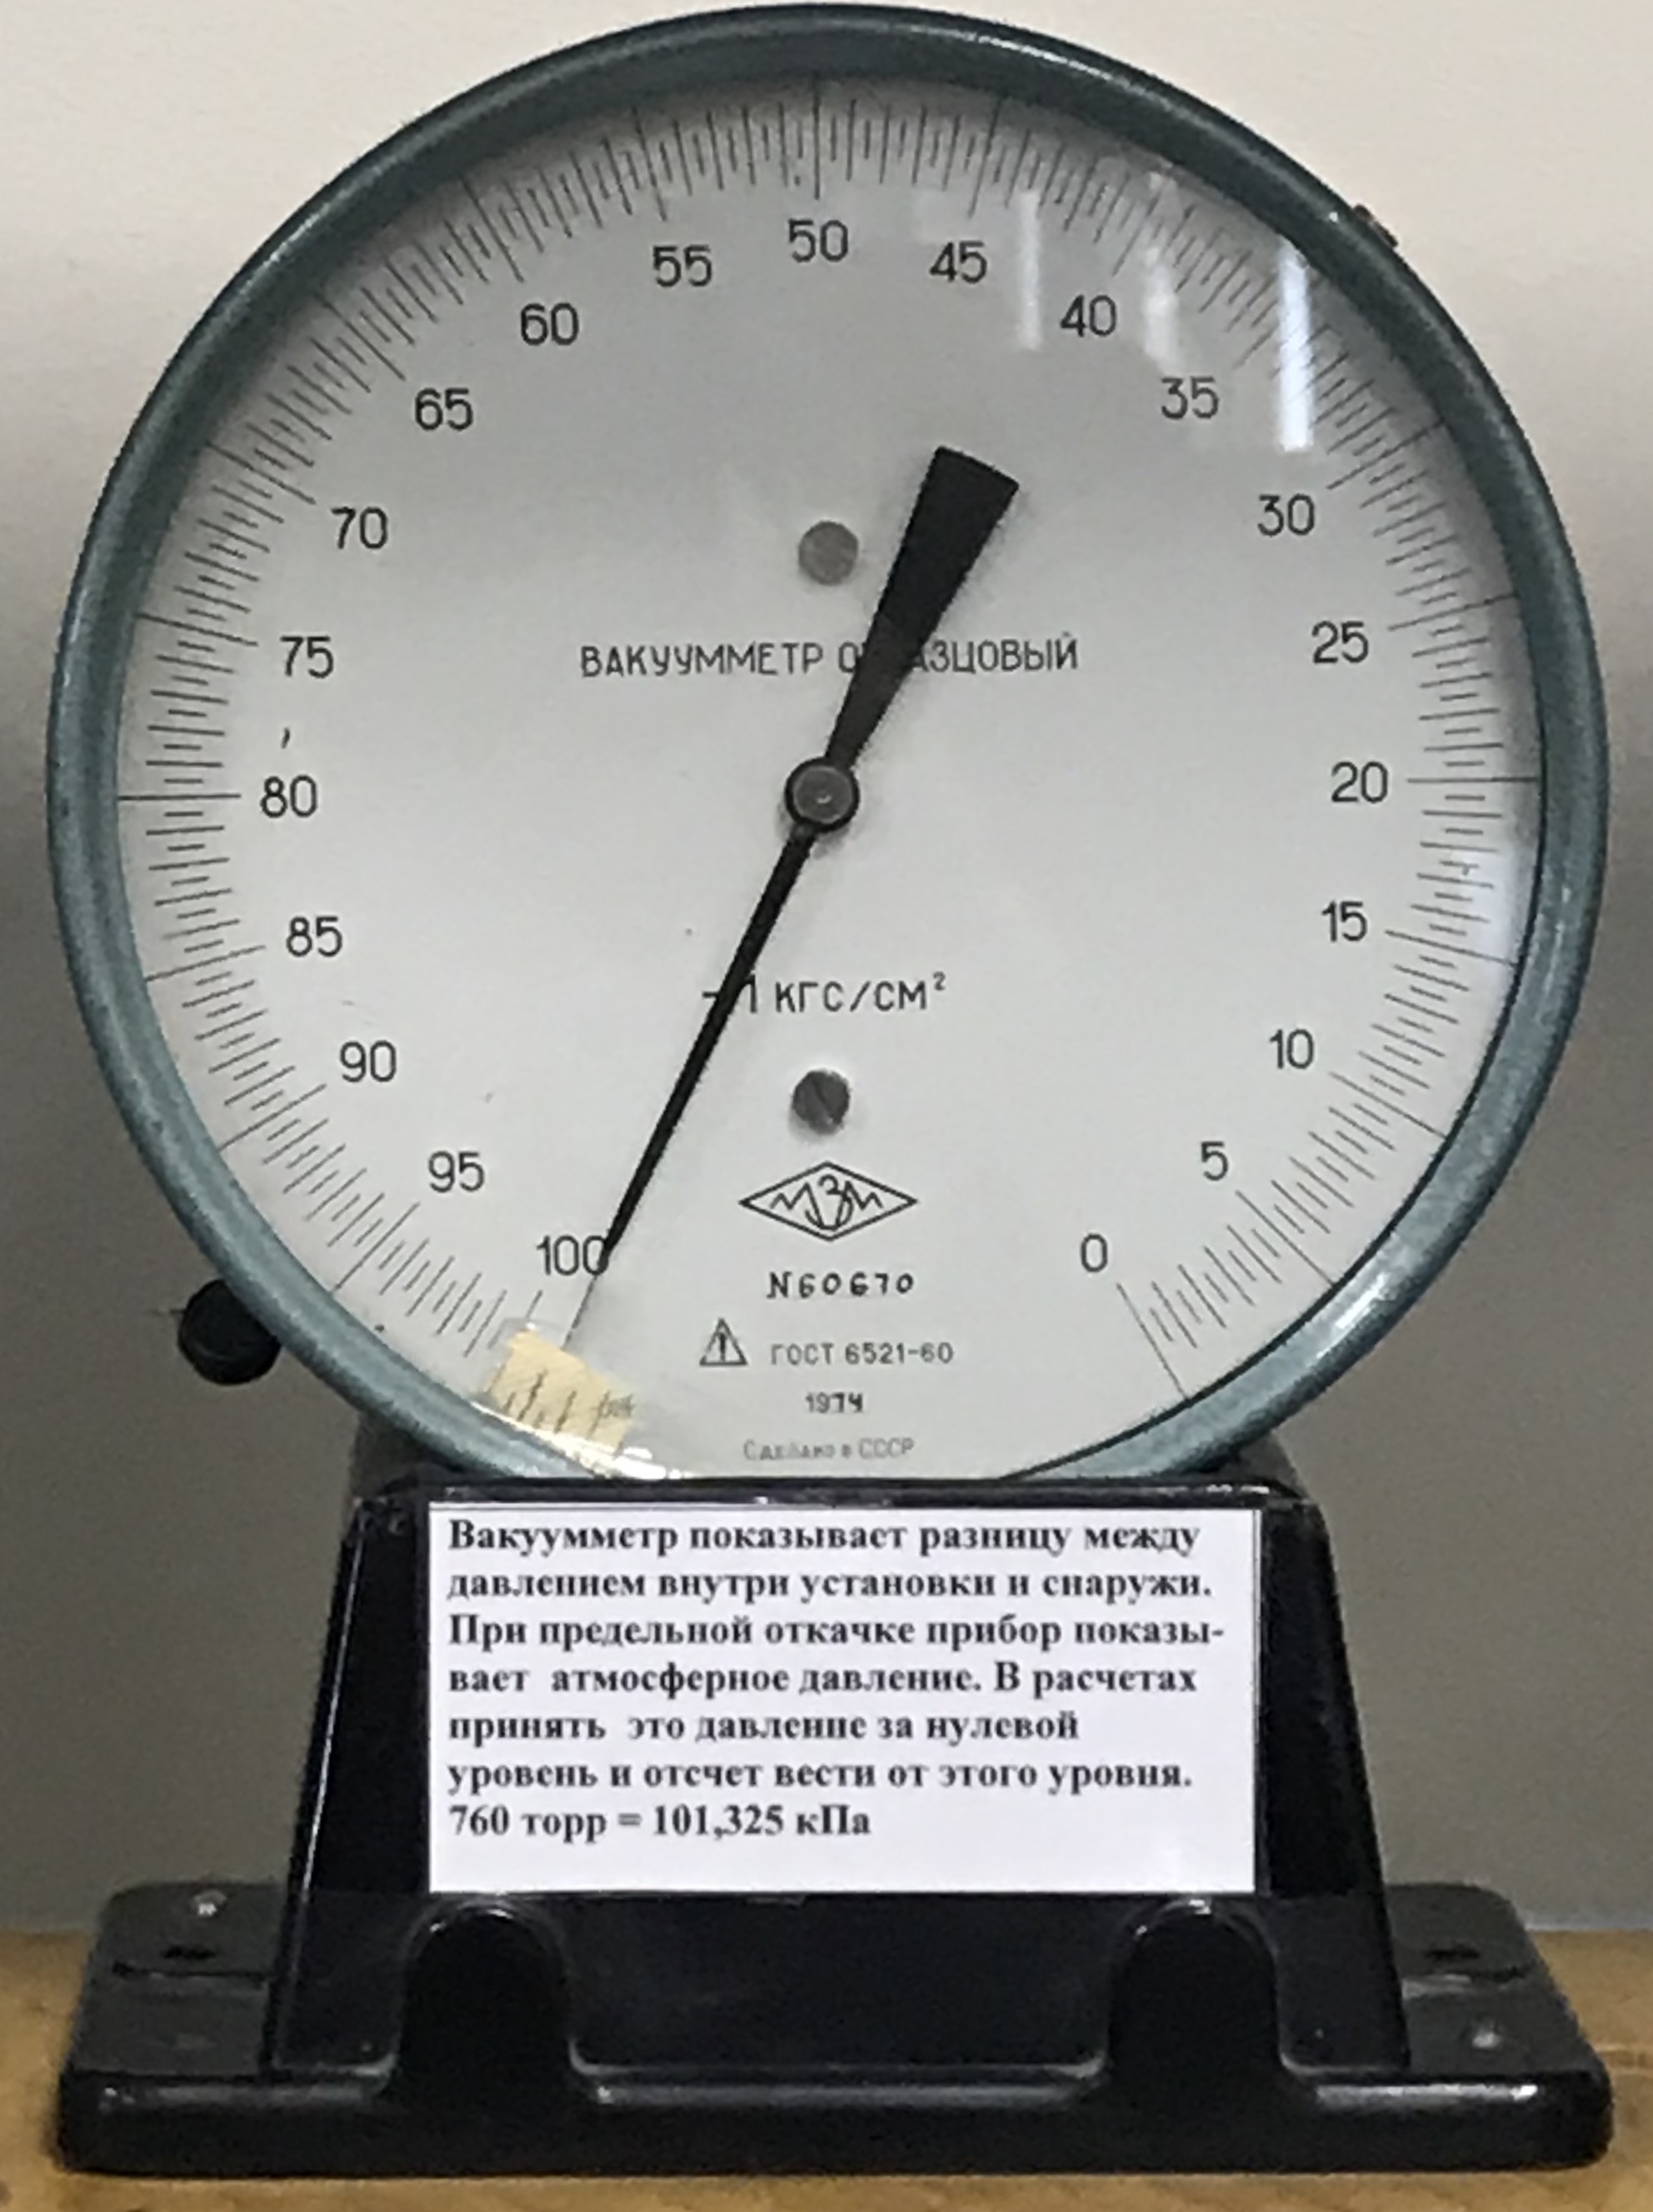 50
55
45
60
40
65
35
70
30
75
25
ВАКУУММЕТР О АЗЦОВЫЙ
80
20
85
15
-1 КГС/СМ²
90
10
95
5
100
0
МЗМ
N60670
ГОСТ 6521-60
1974
Сделано в СССР
Вакуумметр показывает разницу между
давлением внутри установки и снаружи.
При предельной откачке прибор показы-
вает атмосферное давление. В расчетах
принять это давление за нулевой
уровень и отсчет вести от этого уровня.
760 торр = 101,325 кПа